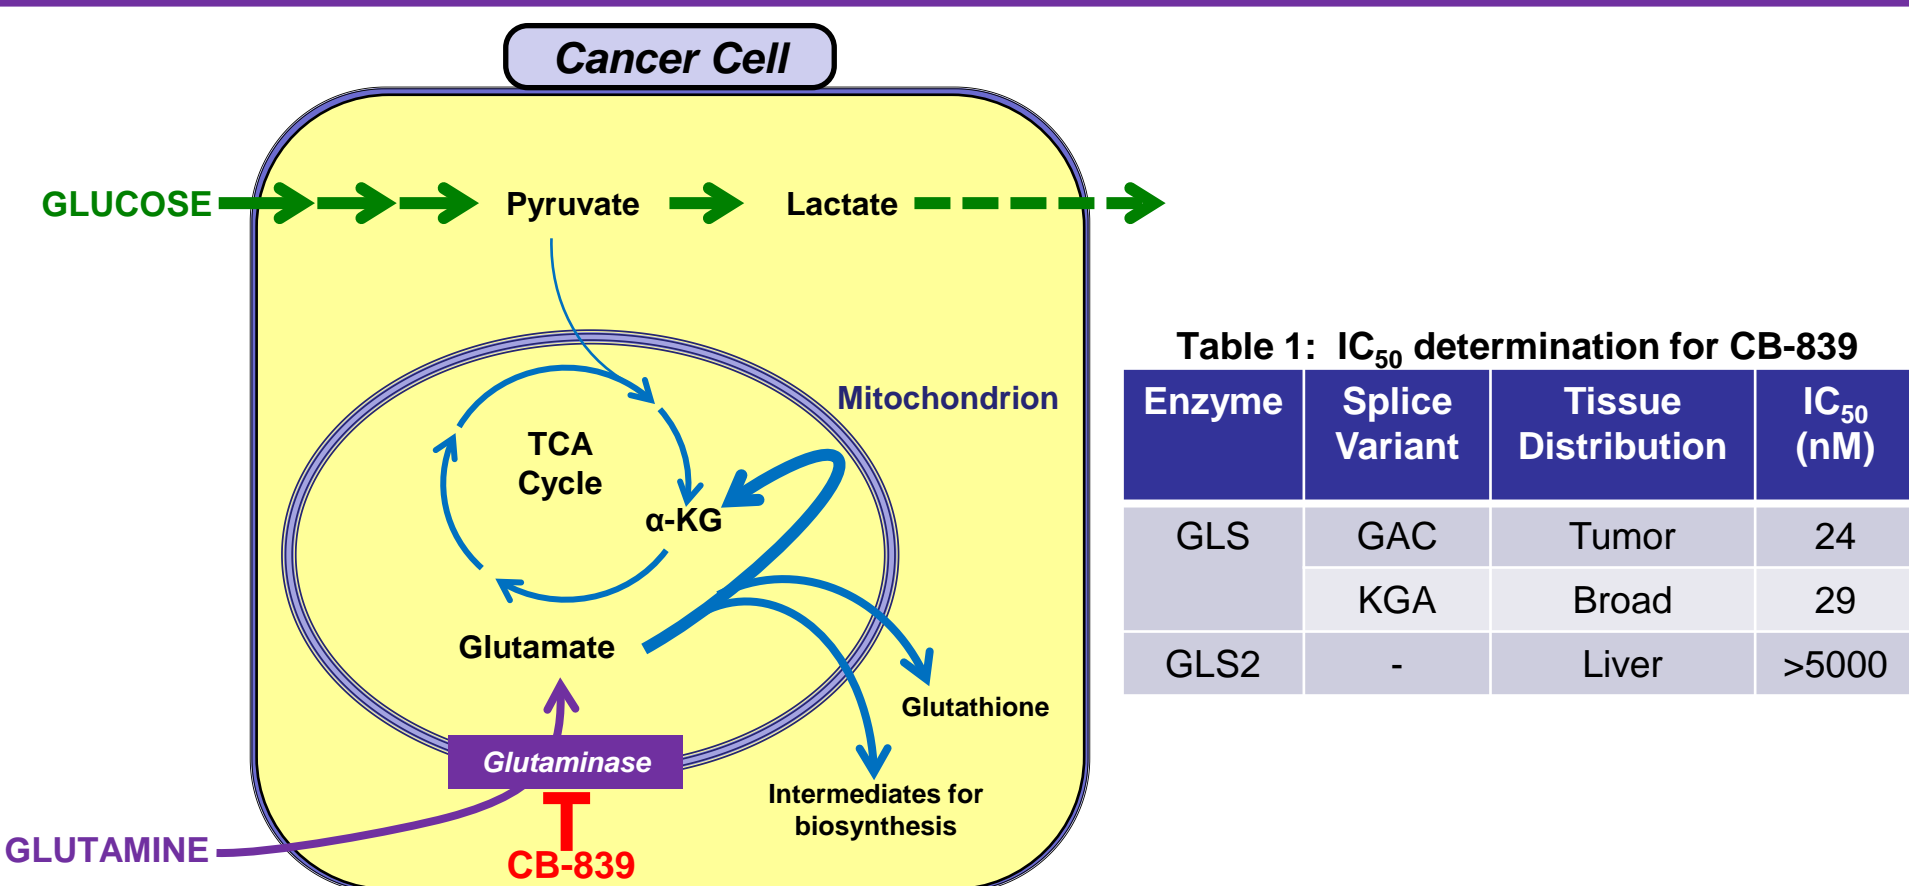 Cancer Cell
GLUCOSE
Pyruvate
Lactate
Mitochondrion
TCA
Cycle
α-KG
Glutamate
Glutathione
Glutaminase
Intermediates for
biosynthesis
GLUTAMINE
CB-839
Table 1: IC50 determination for CB-839
Enzyme Splice Variant Tissue Distribution IC50 (nM)
GLS GAC Tumor 24
KGA Broad 29
GLS2 - Liver >5000